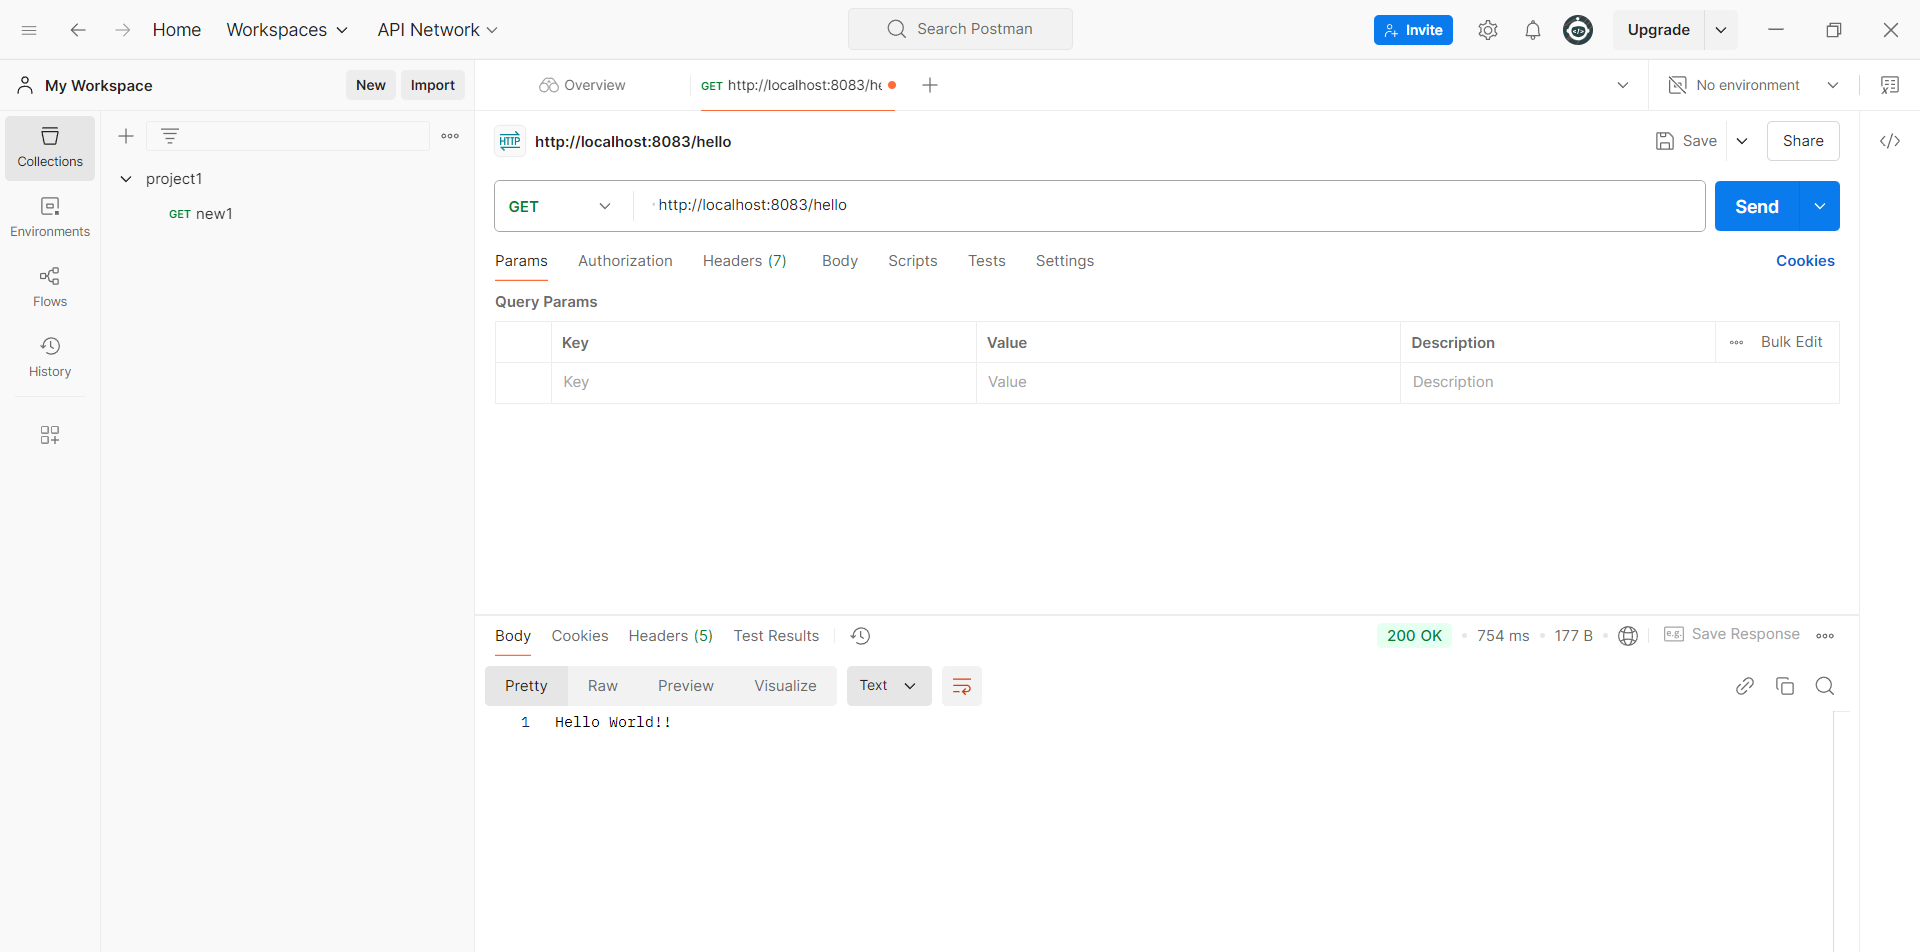 Home Workspaces API Network Search Postman Invite Upgrade
My Workspace New Import Overview GET http://localhost:8083/he No environment
Collections
Environments
Flows
History
project1
GET new1
HTTP http://localhost:8083/hello Save Share
GET http://localhost:8083/hello Send
Params Authorization Headers (7) Body Scripts Tests Settings Cookies
Query Params
Key Value Description Bulk Edit
Key Value Description
Body Cookies Headers (5) Test Results 200 OK 754 ms 177 B e.g. Save Response
Pretty Raw Preview Visualize Text
1 Hello World!!